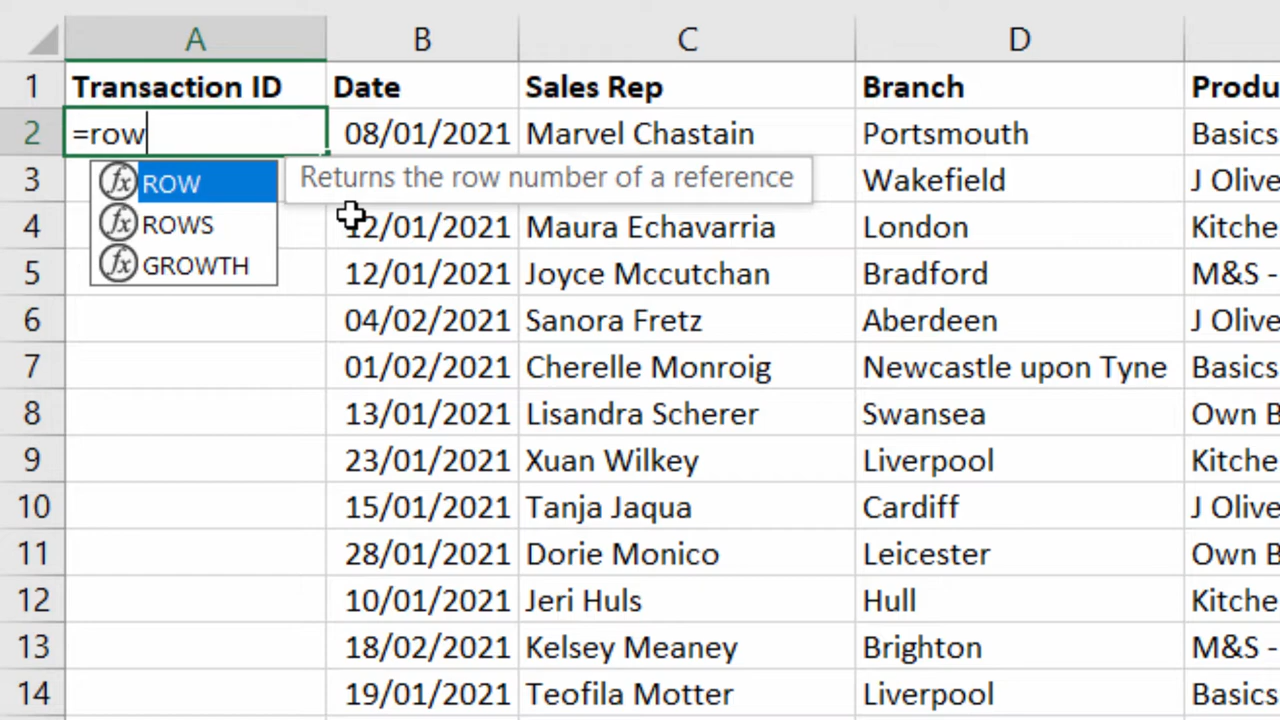 A B C D
1 Transaction ID Date Sales Rep Branch Produ
2 =row 08/01/2021 Marvel Chastain Portsmouth Basics
3 ROW Returns the row number of a reference Wakefield J Olive
4 ROWS 12/01/2021 Maura Echavarria London Kitche
5 GROWTH 12/01/2021 Joyce Mccutchan Bradford M&S -
6 04/02/2021 Sanora Fretz Aberdeen J Olive
7 01/02/2021 Cherelle Monroig Newcastle upon Tyne Basics
8 13/01/2021 Lisandra Scherer Swansea Own B
9 23/01/2021 Xuan Wilkey Liverpool Kitche
10 15/01/2021 Tanja Jaqua Cardiff J Olive
11 28/01/2021 Dorie Monico Leicester Own B
12 10/01/2021 Jeri Huls Hull Kitche
13 18/02/2021 Kelsey Meaney Brighton M&S -
14 19/01/2021 Teofila Motter Liverpool Basics